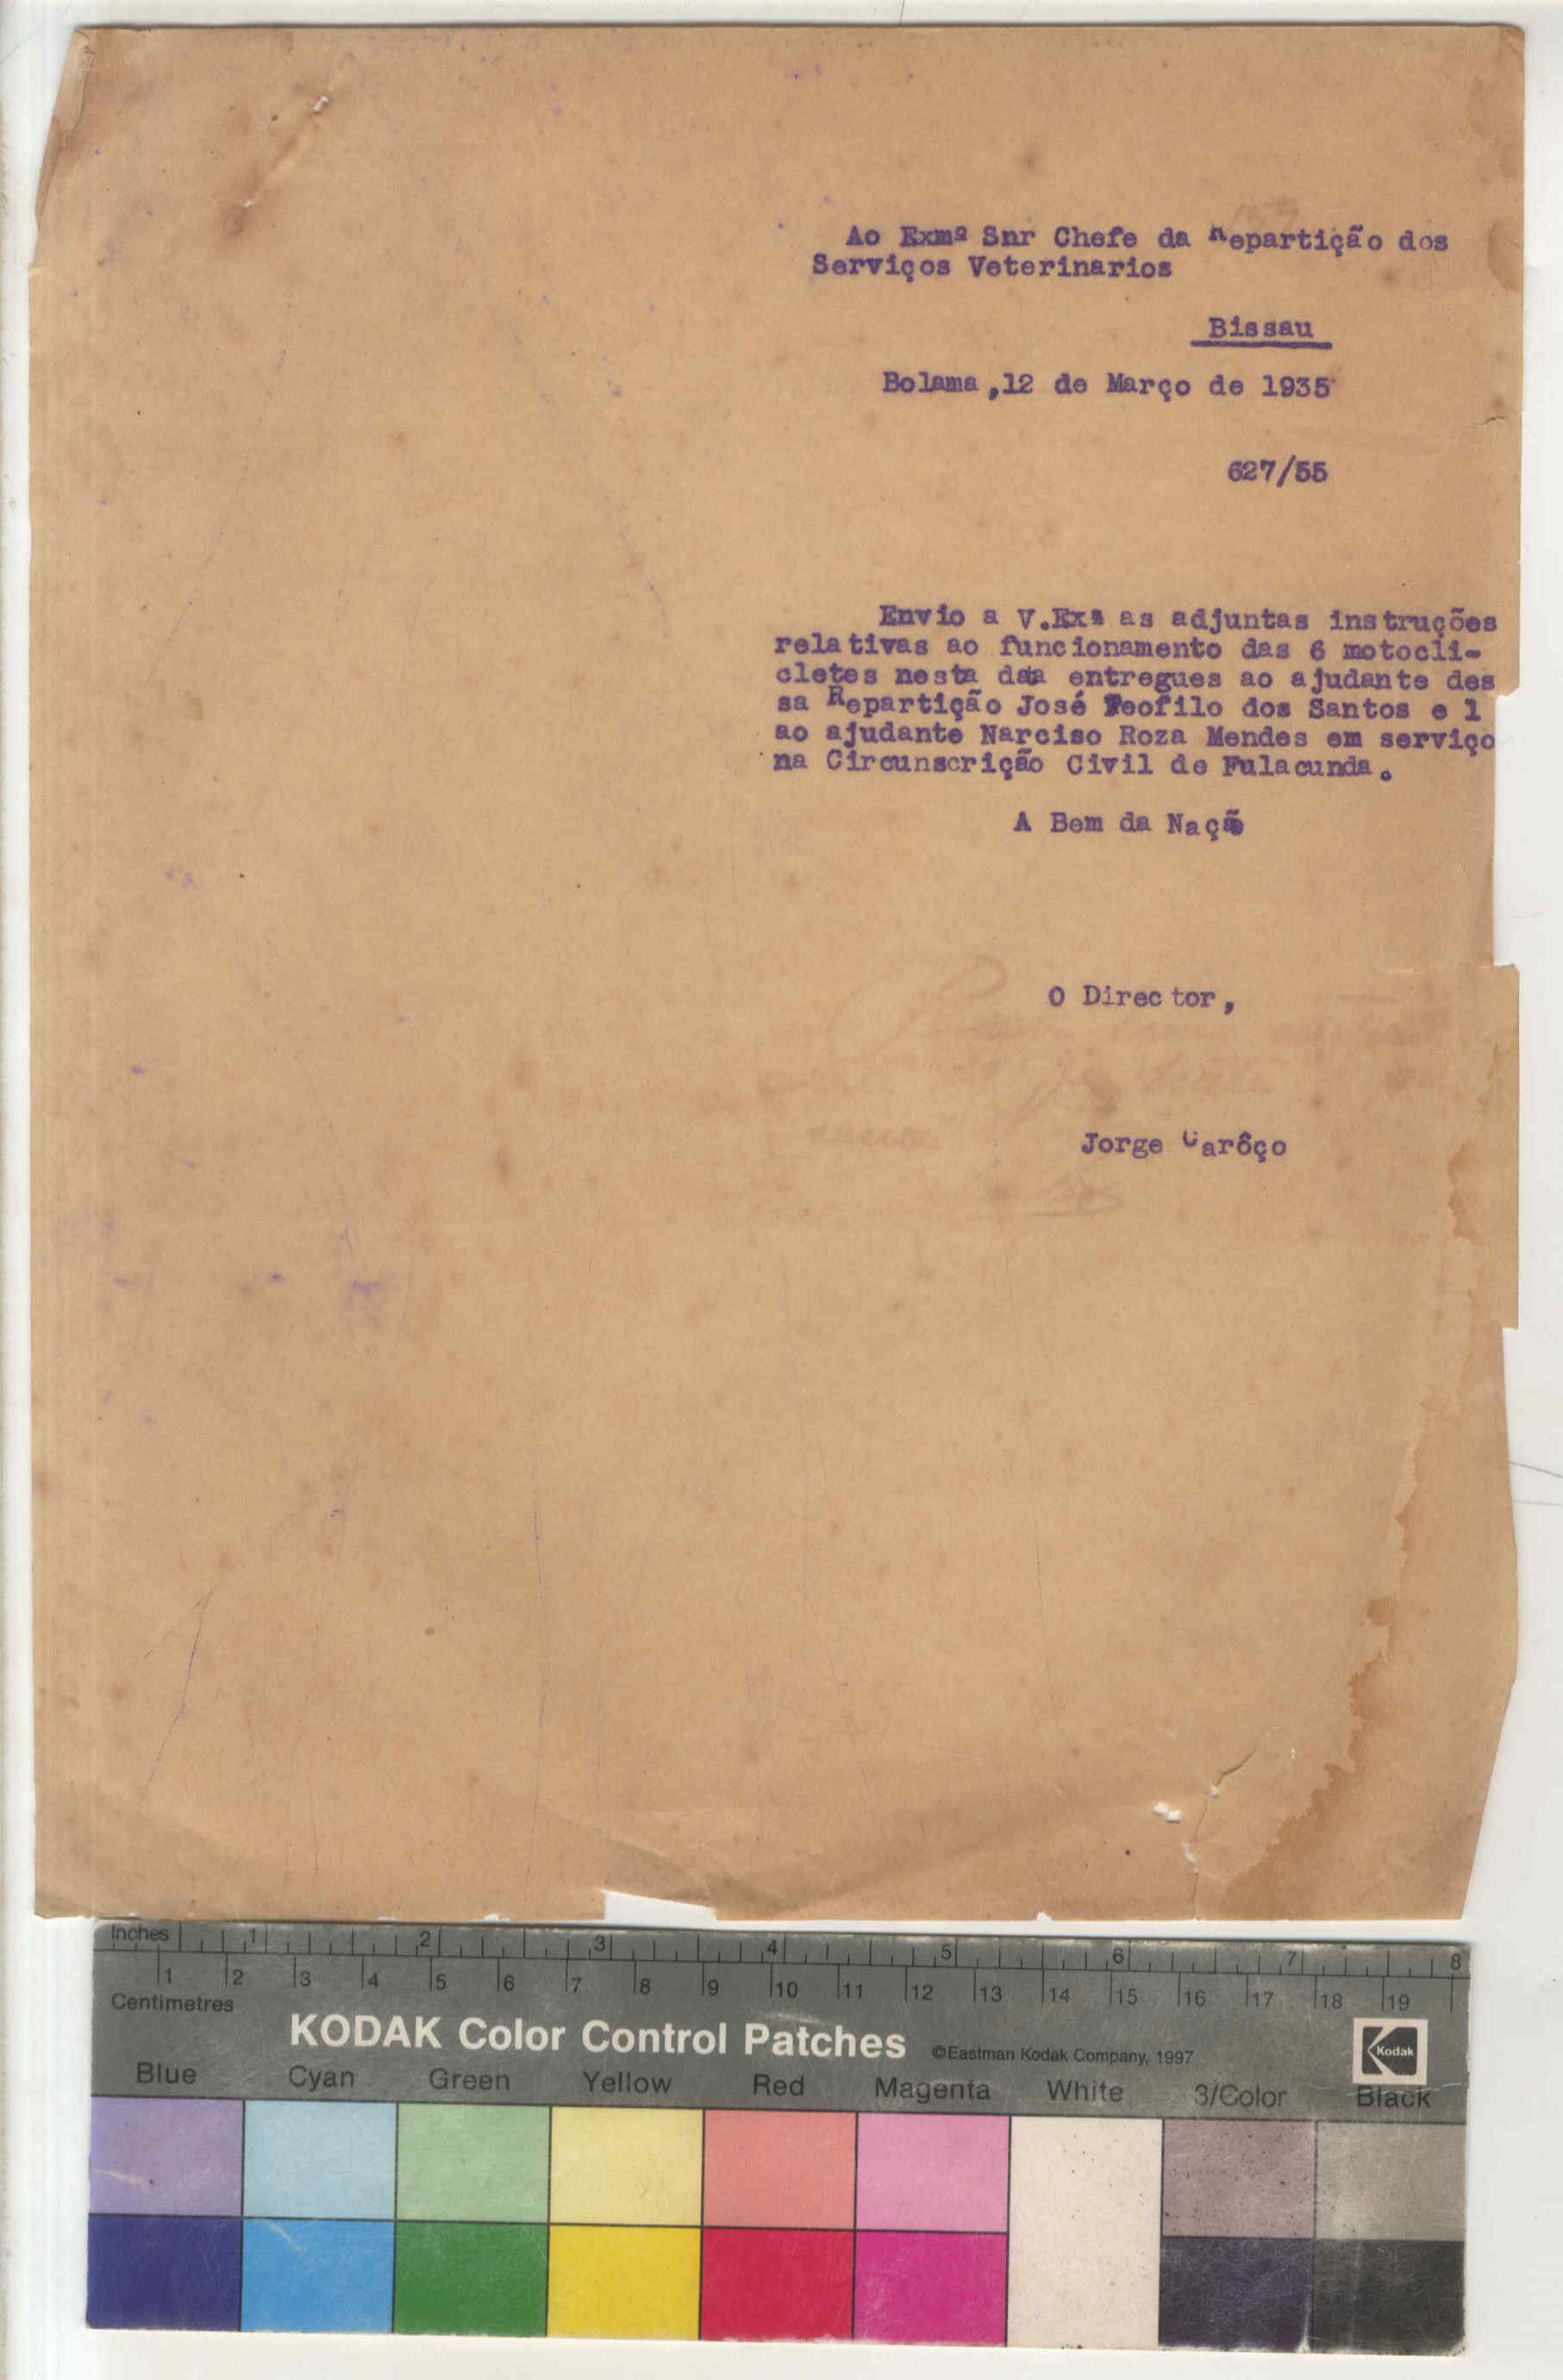 Ao Exmº Snr Chefe da Repartição dos
Serviços Veterinarios
Bissau
Bolama,12 de Março de 1935
627/55
Envio a V.Exª as adjuntas instruções
relativas ao funcionamento das 6 motocli-
cletes nesta data entregues ao ajudante des
sa Repartição José Teofilo dos Santos e 1
ao ajudante Narciso Roza Mendes em serviço
na Circunscrição Civil de Fulacunda.
A Bem da Nação
O Director,
Jorge Carôço
Inches 1 2 3 4 5 6 7 8
1 2 3 4 5 6 7 8 9 10 11 12 13 14 15 16 17 18 19
Centimetres
KODAK Color Control Patches ©Eastman Kodak Company, 1997 Kodak
Blue Cyan Green Yellow Red Magenta White 3/Color Black